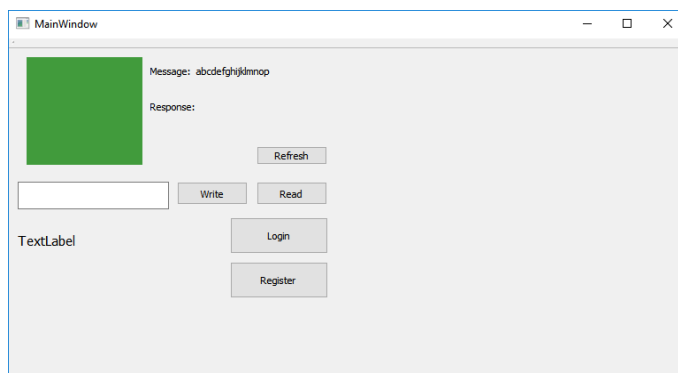 MainWindow
Message: abcdefghijklmnop
Response:
Refresh
Write
Read
Login
TextLabel
Register